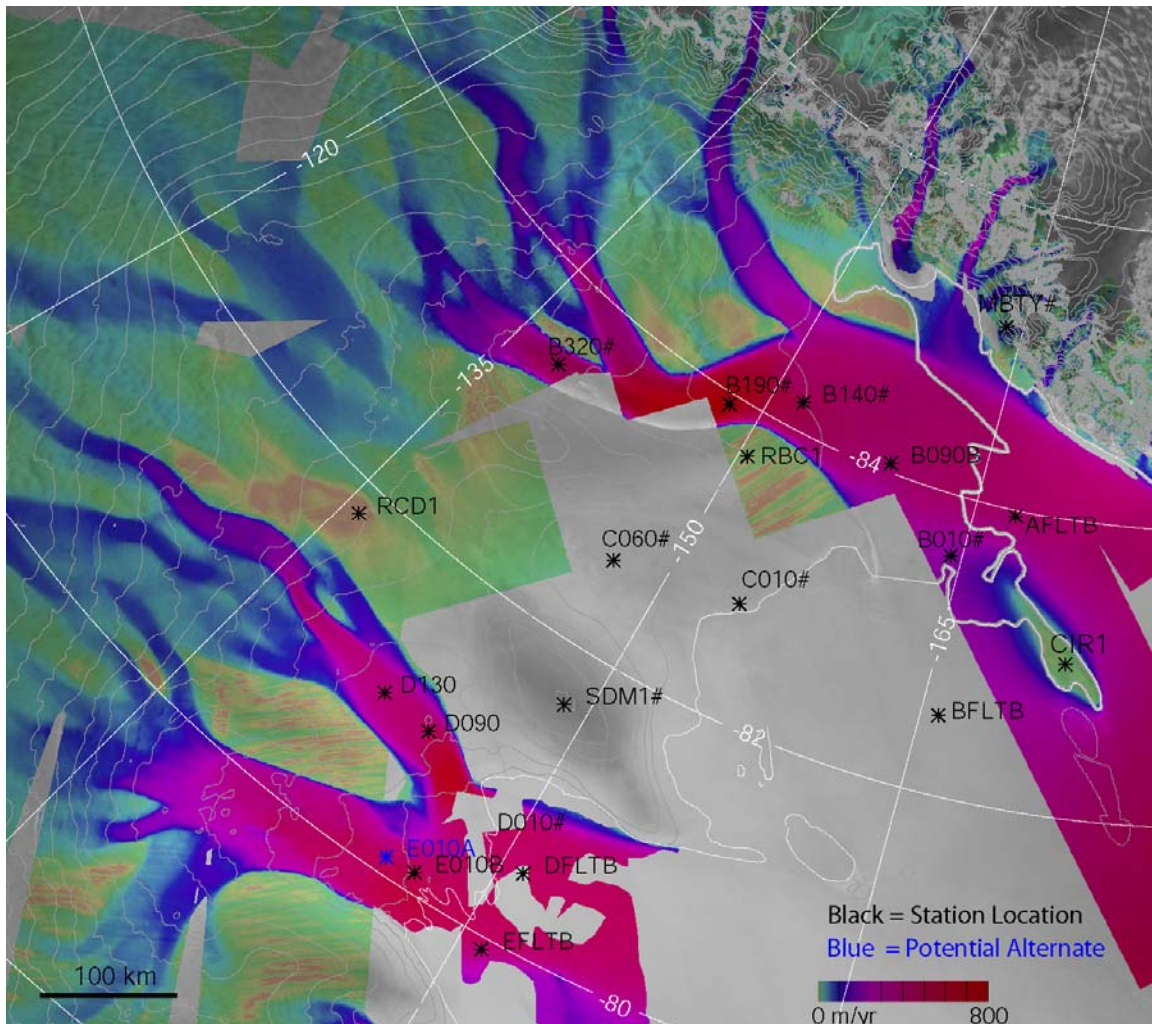 -120
MBTY#
B320#
-135
B190#
B140#
RBC1
-84
B090B
RCD1
AFLTB
C060#
-150
B010#
C010#
-165
CIR1
D130
SDM1#
BFLTB
D090
-82
D010#
E010A
E010B
DFLTB
Black = Station Location
EFLTB
Blue = Potential Alternate
100 km
-80
0 m/yr
800